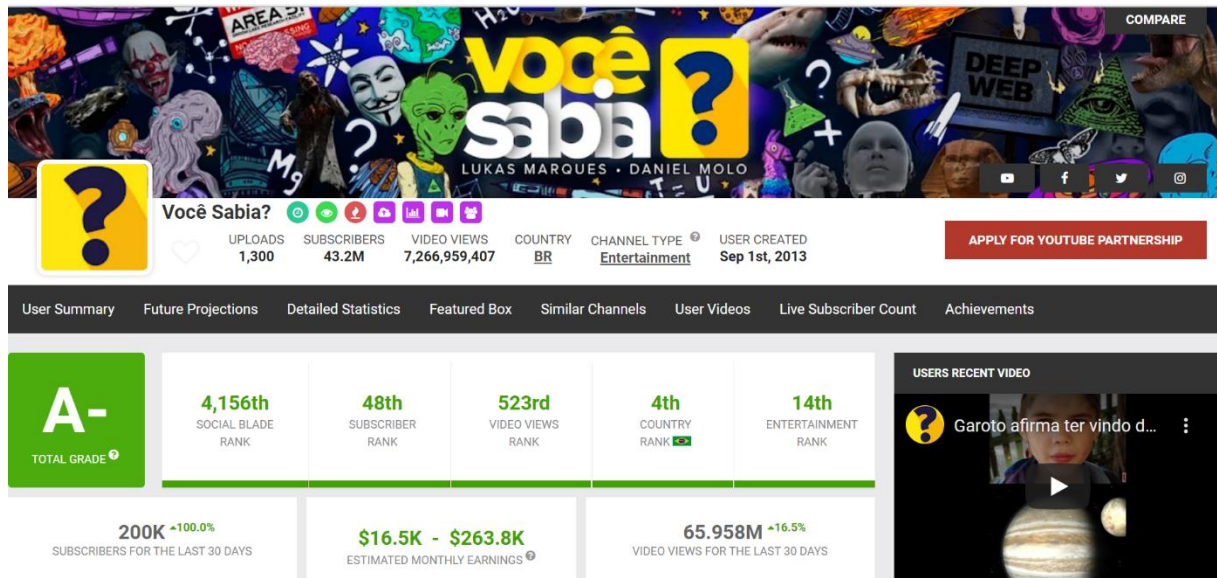 AREA 51
H₂O
COMPARE
você
sabia
?
LUKAS MARQUES • DANIEL MOLO
DEEP
WEB
Mg
Você Sabia?
UPLOADS
1,300
SUBSCRIBERS
43.2M
VIDEO VIEWS
7,266,959,407
COUNTRY
BR
CHANNEL TYPE
Entertainment
USER CREATED
Sep 1st, 2013
APPLY FOR YOUTUBE PARTNERSHIP
User Summary Future Projections Detailed Statistics Featured Box Similar Channels User Videos Live Subscriber Count Achievements
A-
TOTAL GRADE
4,156th
SOCIAL BLADE
RANK
48th
SUBSCRIBER
RANK
523rd
VIDEO VIEWS
RANK
4th
COUNTRY
RANK
14th
ENTERTAINMENT
RANK
USERS RECENT VIDEO
Garoto afirma ter vindo d...
200K 100.0%
SUBSCRIBERS FOR THE LAST 30 DAYS
$16.5K - $263.8K
ESTIMATED MONTHLY EARNINGS
65.958M 16.5%
VIDEO VIEWS FOR THE LAST 30 DAYS